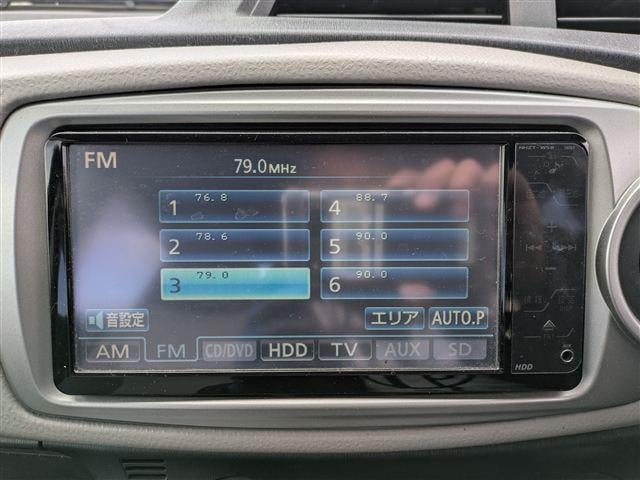 FM
79.0MHz
1 76.8
4 88.7
2 78.6
5 90.0
3 79.0
6 90.0
音設定
エリア AUTO.P
AM FM CD/DVD HDD TV AUX SD
HDD